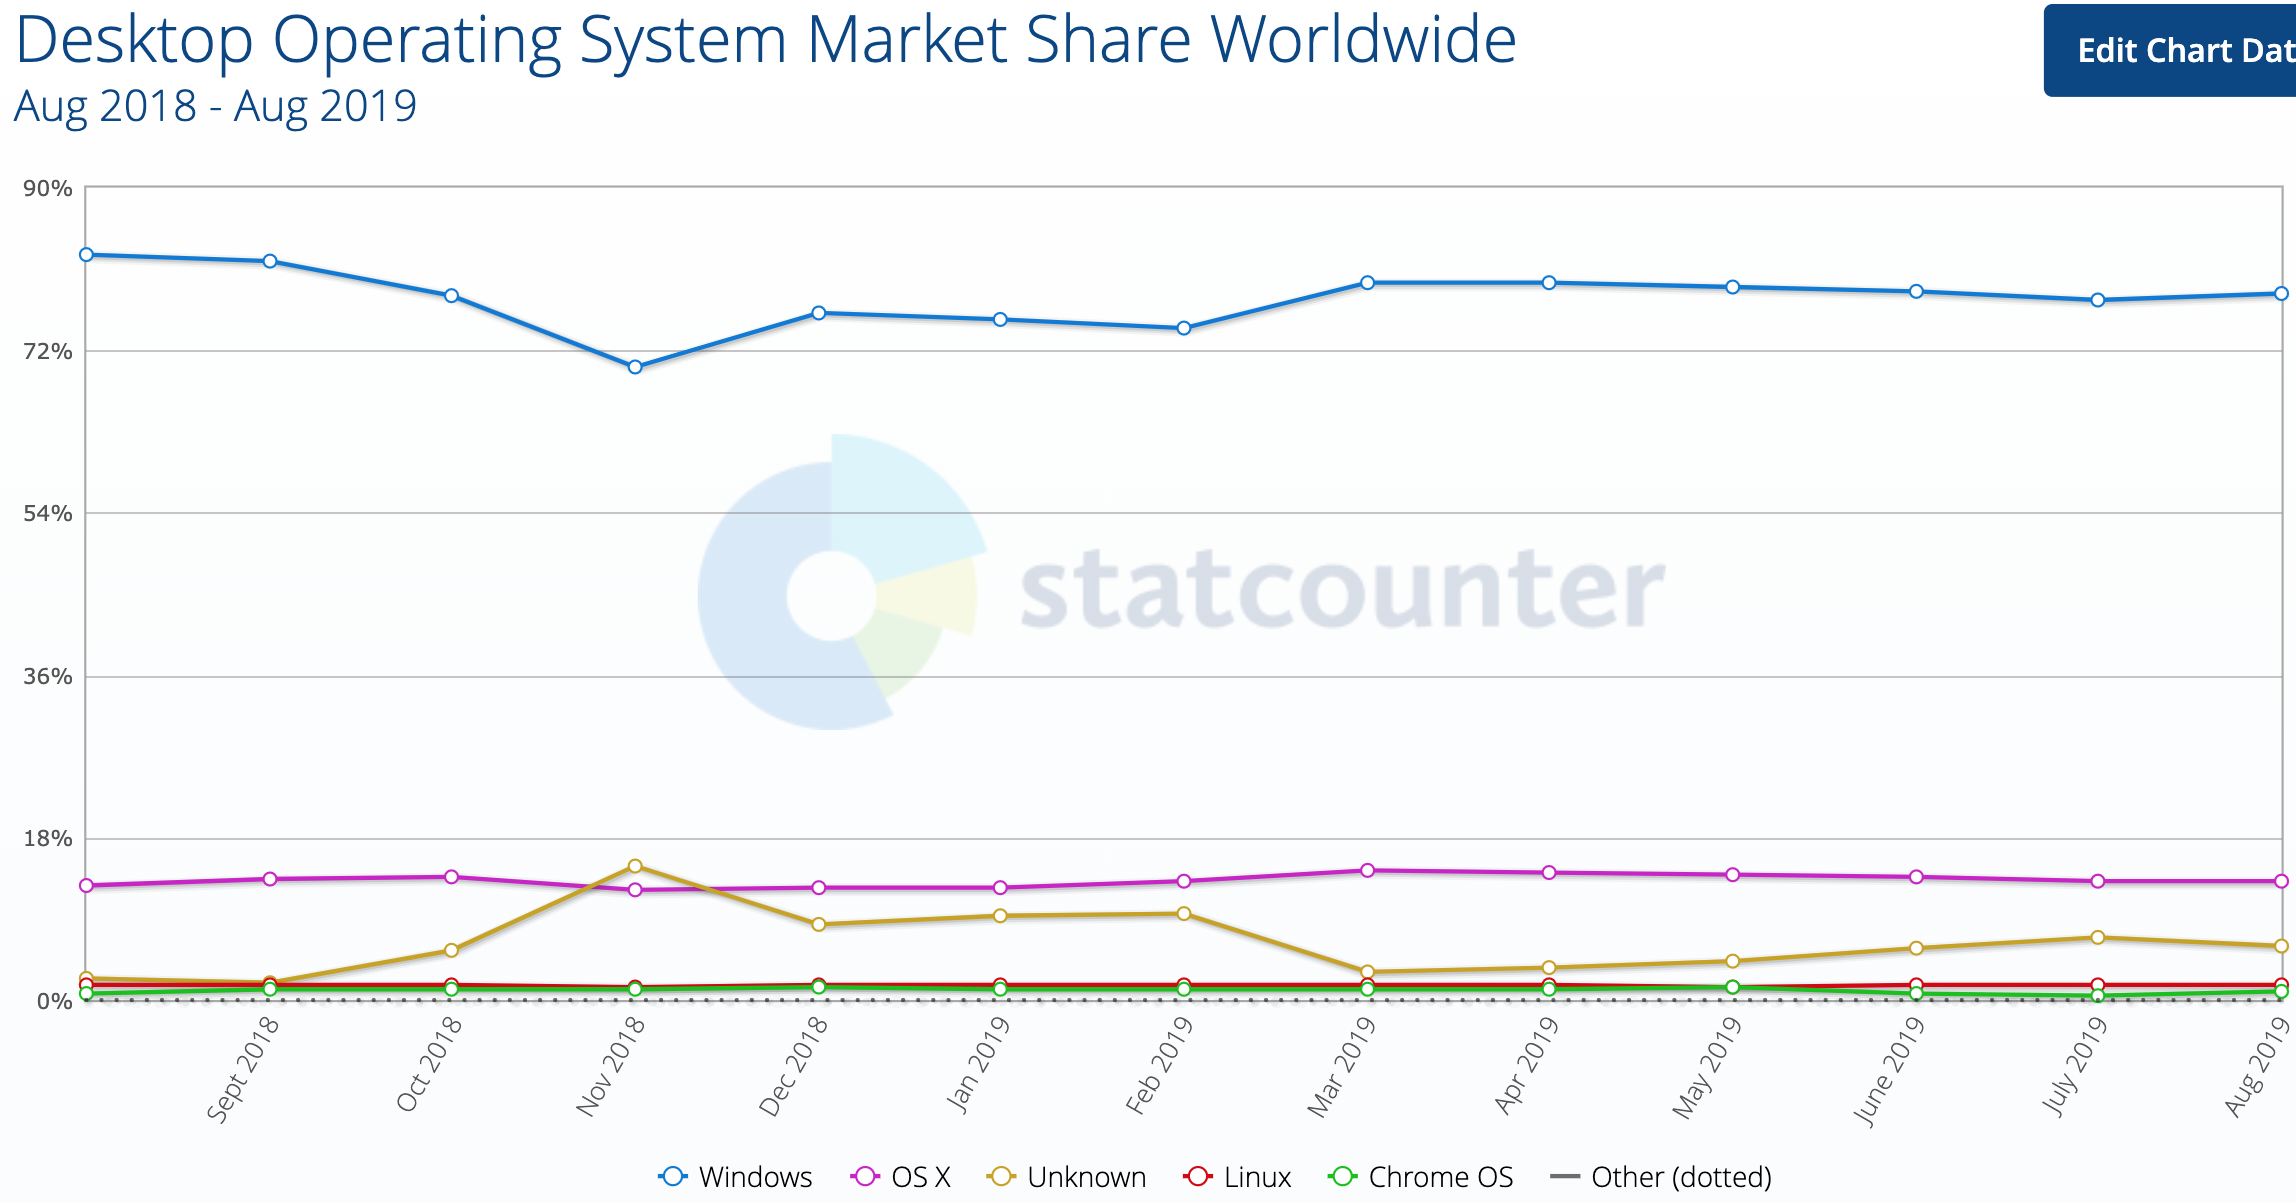 Desktop Operating System Market Share Worldwide
Edit Chart Dat
Aug 2018 - Aug 2019
90%
72%
54%
statcounter
36%
18%
0%
Sept 2018
Oct 2018
Nov 2018
Dec 2018
Jan 2019
Feb 2019
Mar 2019
Apr 2019
May 2019
June 2019
July 2019
Aug 2019
Windows
OS X
Unknown
Linux
Chrome OS
Other (dotted)